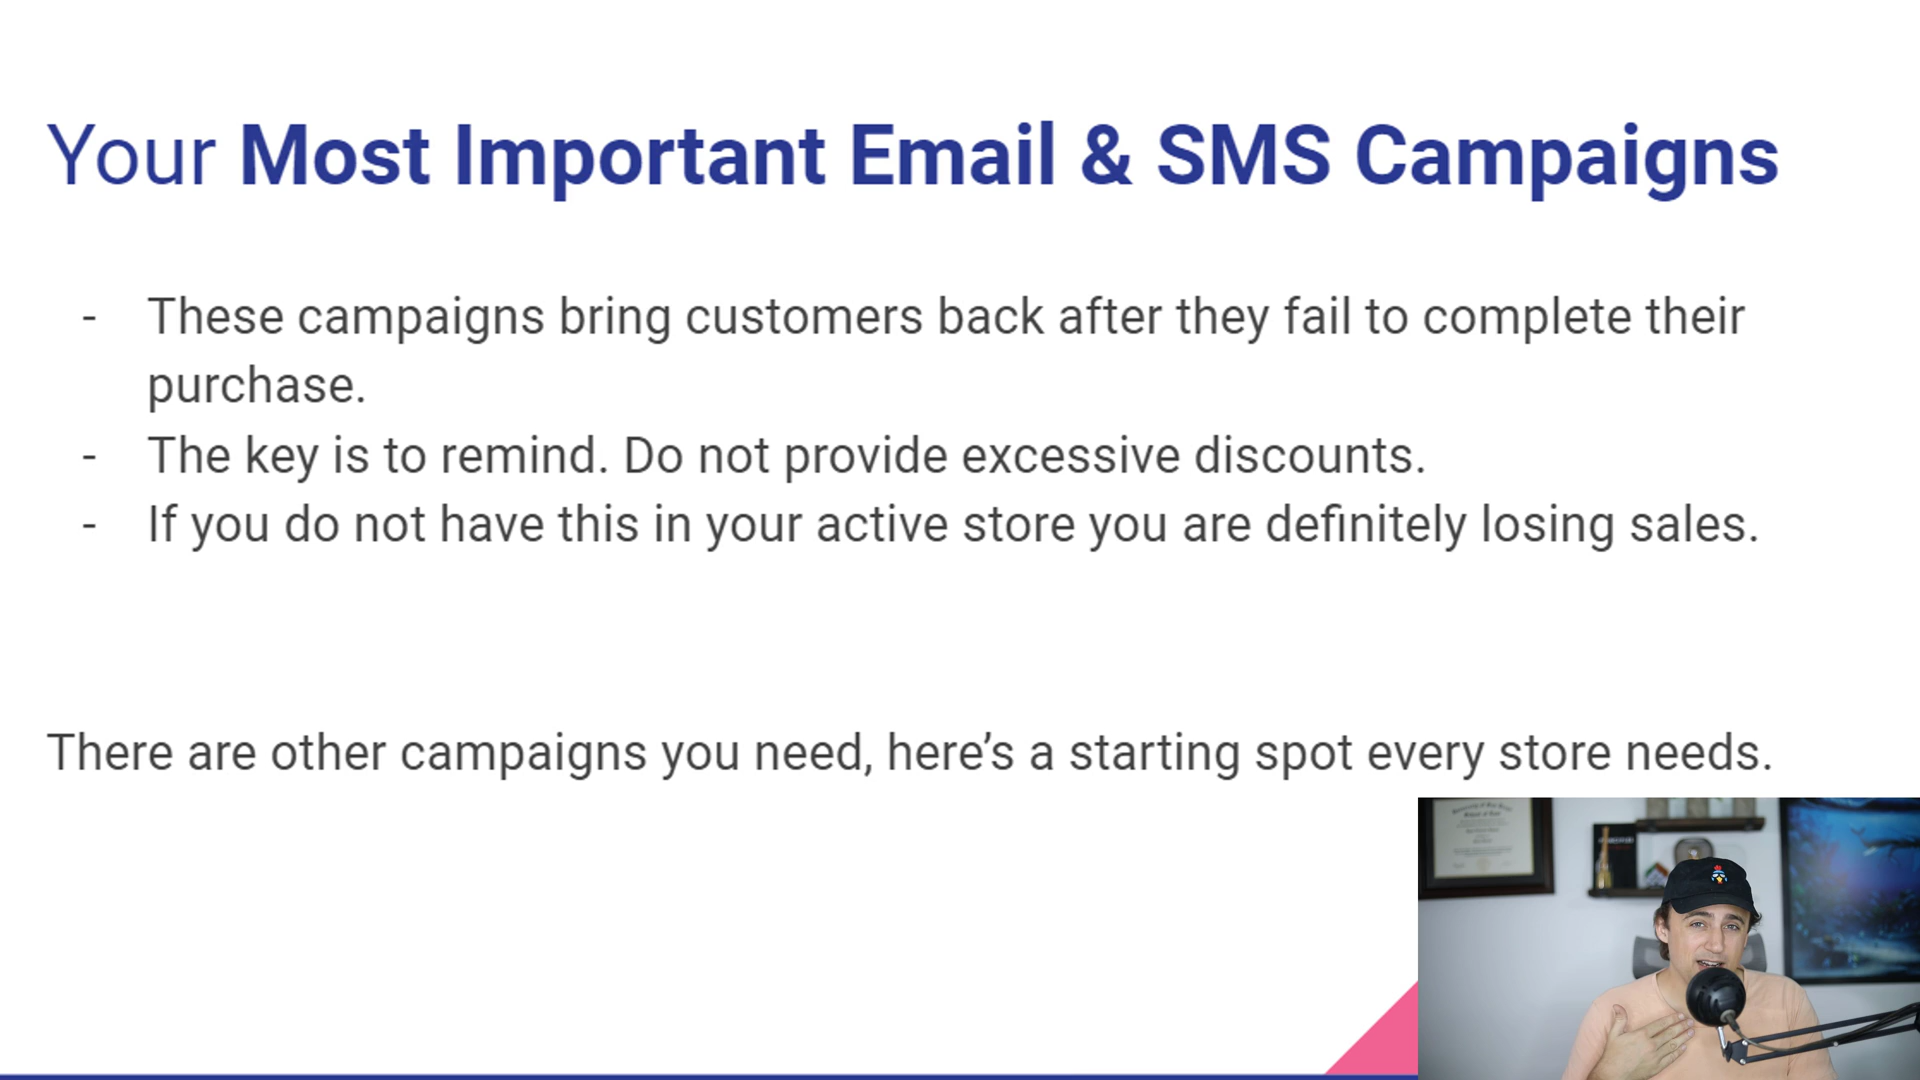 Your Most Important Email & SMS Campaigns
- These campaigns bring customers back after they fail to complete their
purchase.
- The key is to remind. Do not provide excessive discounts.
- If you do not have this in your active store you are definitely losing sales.
There are other campaigns you need, here’s a starting spot every store needs.